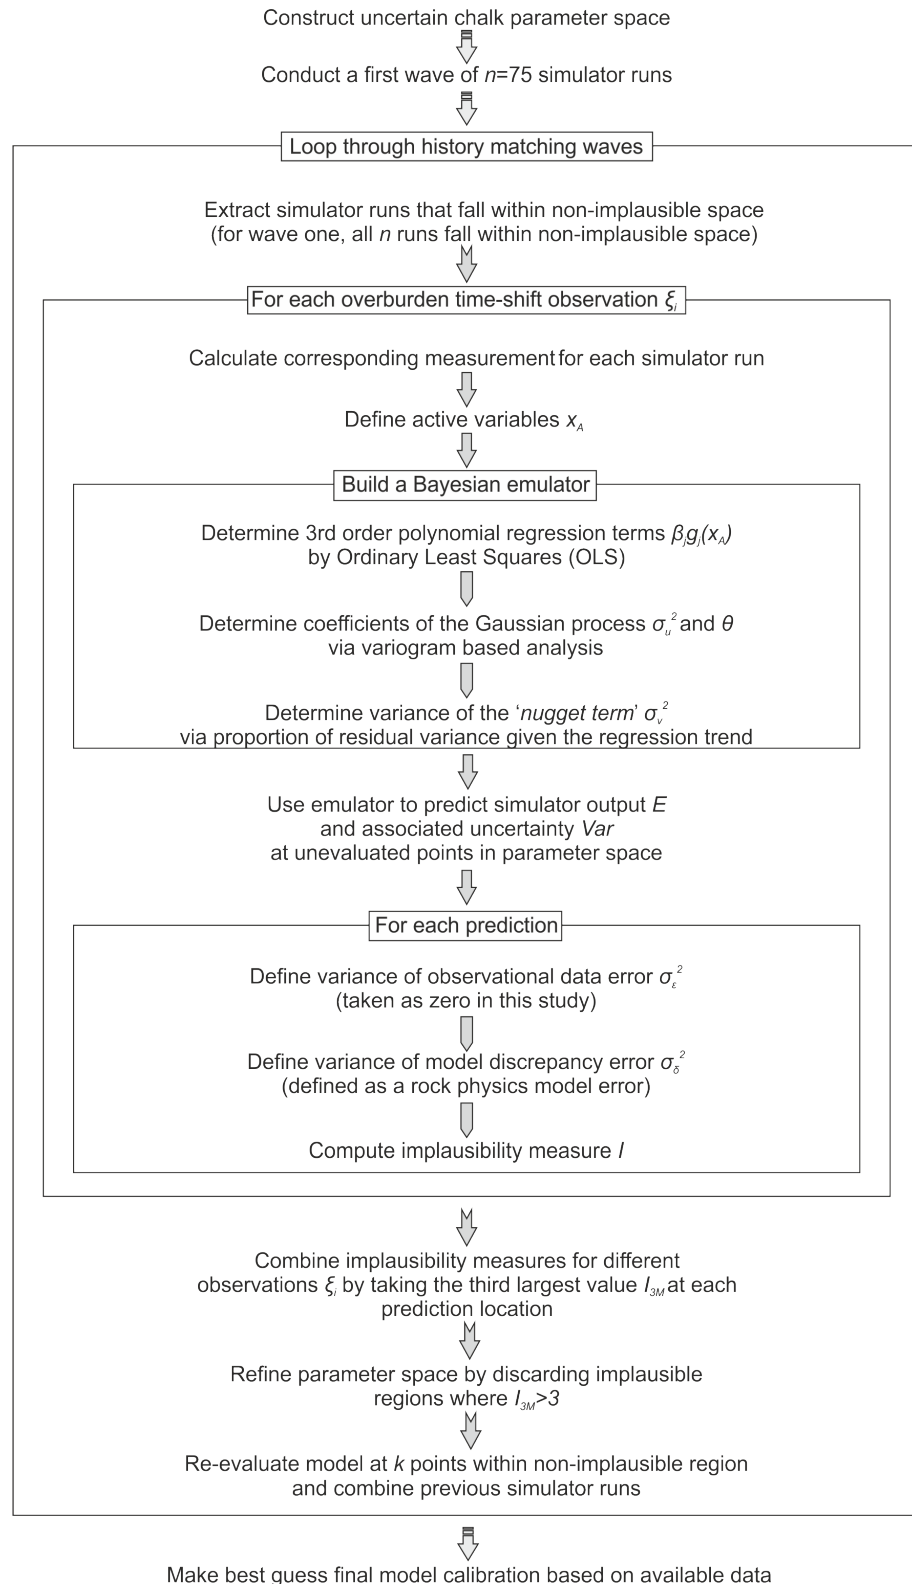 Construct uncertain chalk parameter space
Conduct a first wave of n=75 simulator runs
Loop through history matching waves
Extract simulator runs that fall within non-implausible space
(for wave one, all n runs fall within non-implausible space)
For each overburden time-shift observation ξᵢ
Calculate corresponding measurement for each simulator run
Define active variables x_A
Build a Bayesian emulator
Determine 3rd order polynomial regression terms βⱼgⱼ(x_A)
by Ordinary Least Squares (OLS)
Determine coefficients of the Gaussian process σᵤ² and θ
via variogram based analysis
Determine variance of the ‘nugget term’ σᵥ²
via proportion of residual variance given the regression trend
Use emulator to predict simulator output E
and associated uncertainty Var
at unevaluated points in parameter space
For each prediction
Define variance of observational data error σ_ε²
(taken as zero in this study)
Define variance of model discrepancy error σ_δ²
(defined as a rock physics model error)
Compute implausibility measure I
Combine implausibility measures for different
observations ξᵢ by taking the third largest value I_3M at each
prediction location
Refine parameter space by discarding implausible
regions where I_3M>3
Re-evaluate model at k points within non-implausible region
and combine previous simulator runs
Make best guess final model calibration based on available data